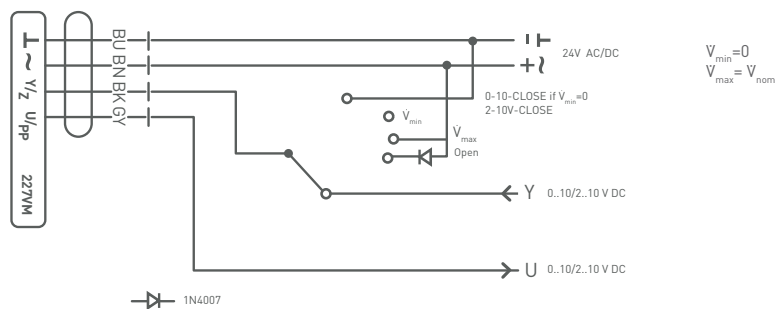 ⊥ ~ Y/Z U/PP 227VM
BU BN BK GY
− ⊥
24V AC/DC
+ ~
V̇min=0
V̇max= V̇nom
0-10-CLOSE if V̇min=0
2-10V-CLOSE
V̇min
V̇max
Open
Y 0..10/2..10 V DC
U 0..10/2..10 V DC
1N4007